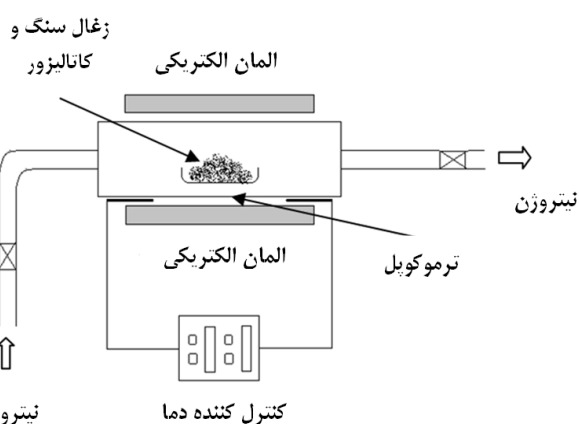 زغال سنگ و
کاتالیزور
المان الکتریکی
نیتروژن
المان الکتریکی
ترموکوپل
کنترل کننده دما